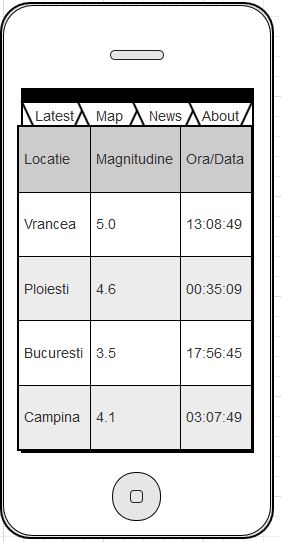 Latest Map News About
Locatie Magnitudine Ora/Data
Vrancea 5.0 13:08:49
Ploiesti 4.6 00:35:09
Bucuresti 3.5 17:56:45
Campina 4.1 03:07:49